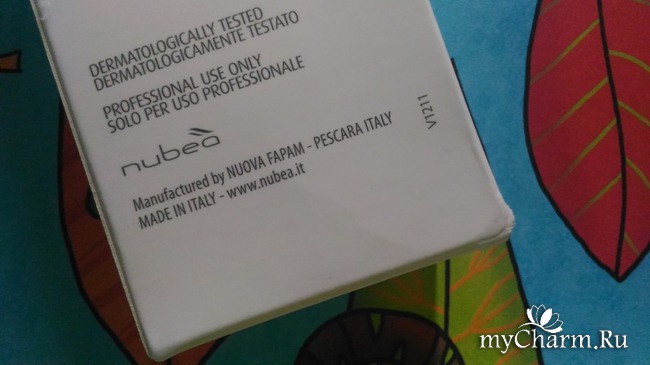 DERMATOLOGICALLY TESTED
DERMATOLOGICAMENTE TESTATO
PROFESSIONAL USE ONLY
SOLO PER USO PROFESSIONALE
nubeà
Manufactured by NUOVA FAPAM - PESCARA ITALY
MADE IN ITALY - www.nubea.it
V1211
myCharm.Ru